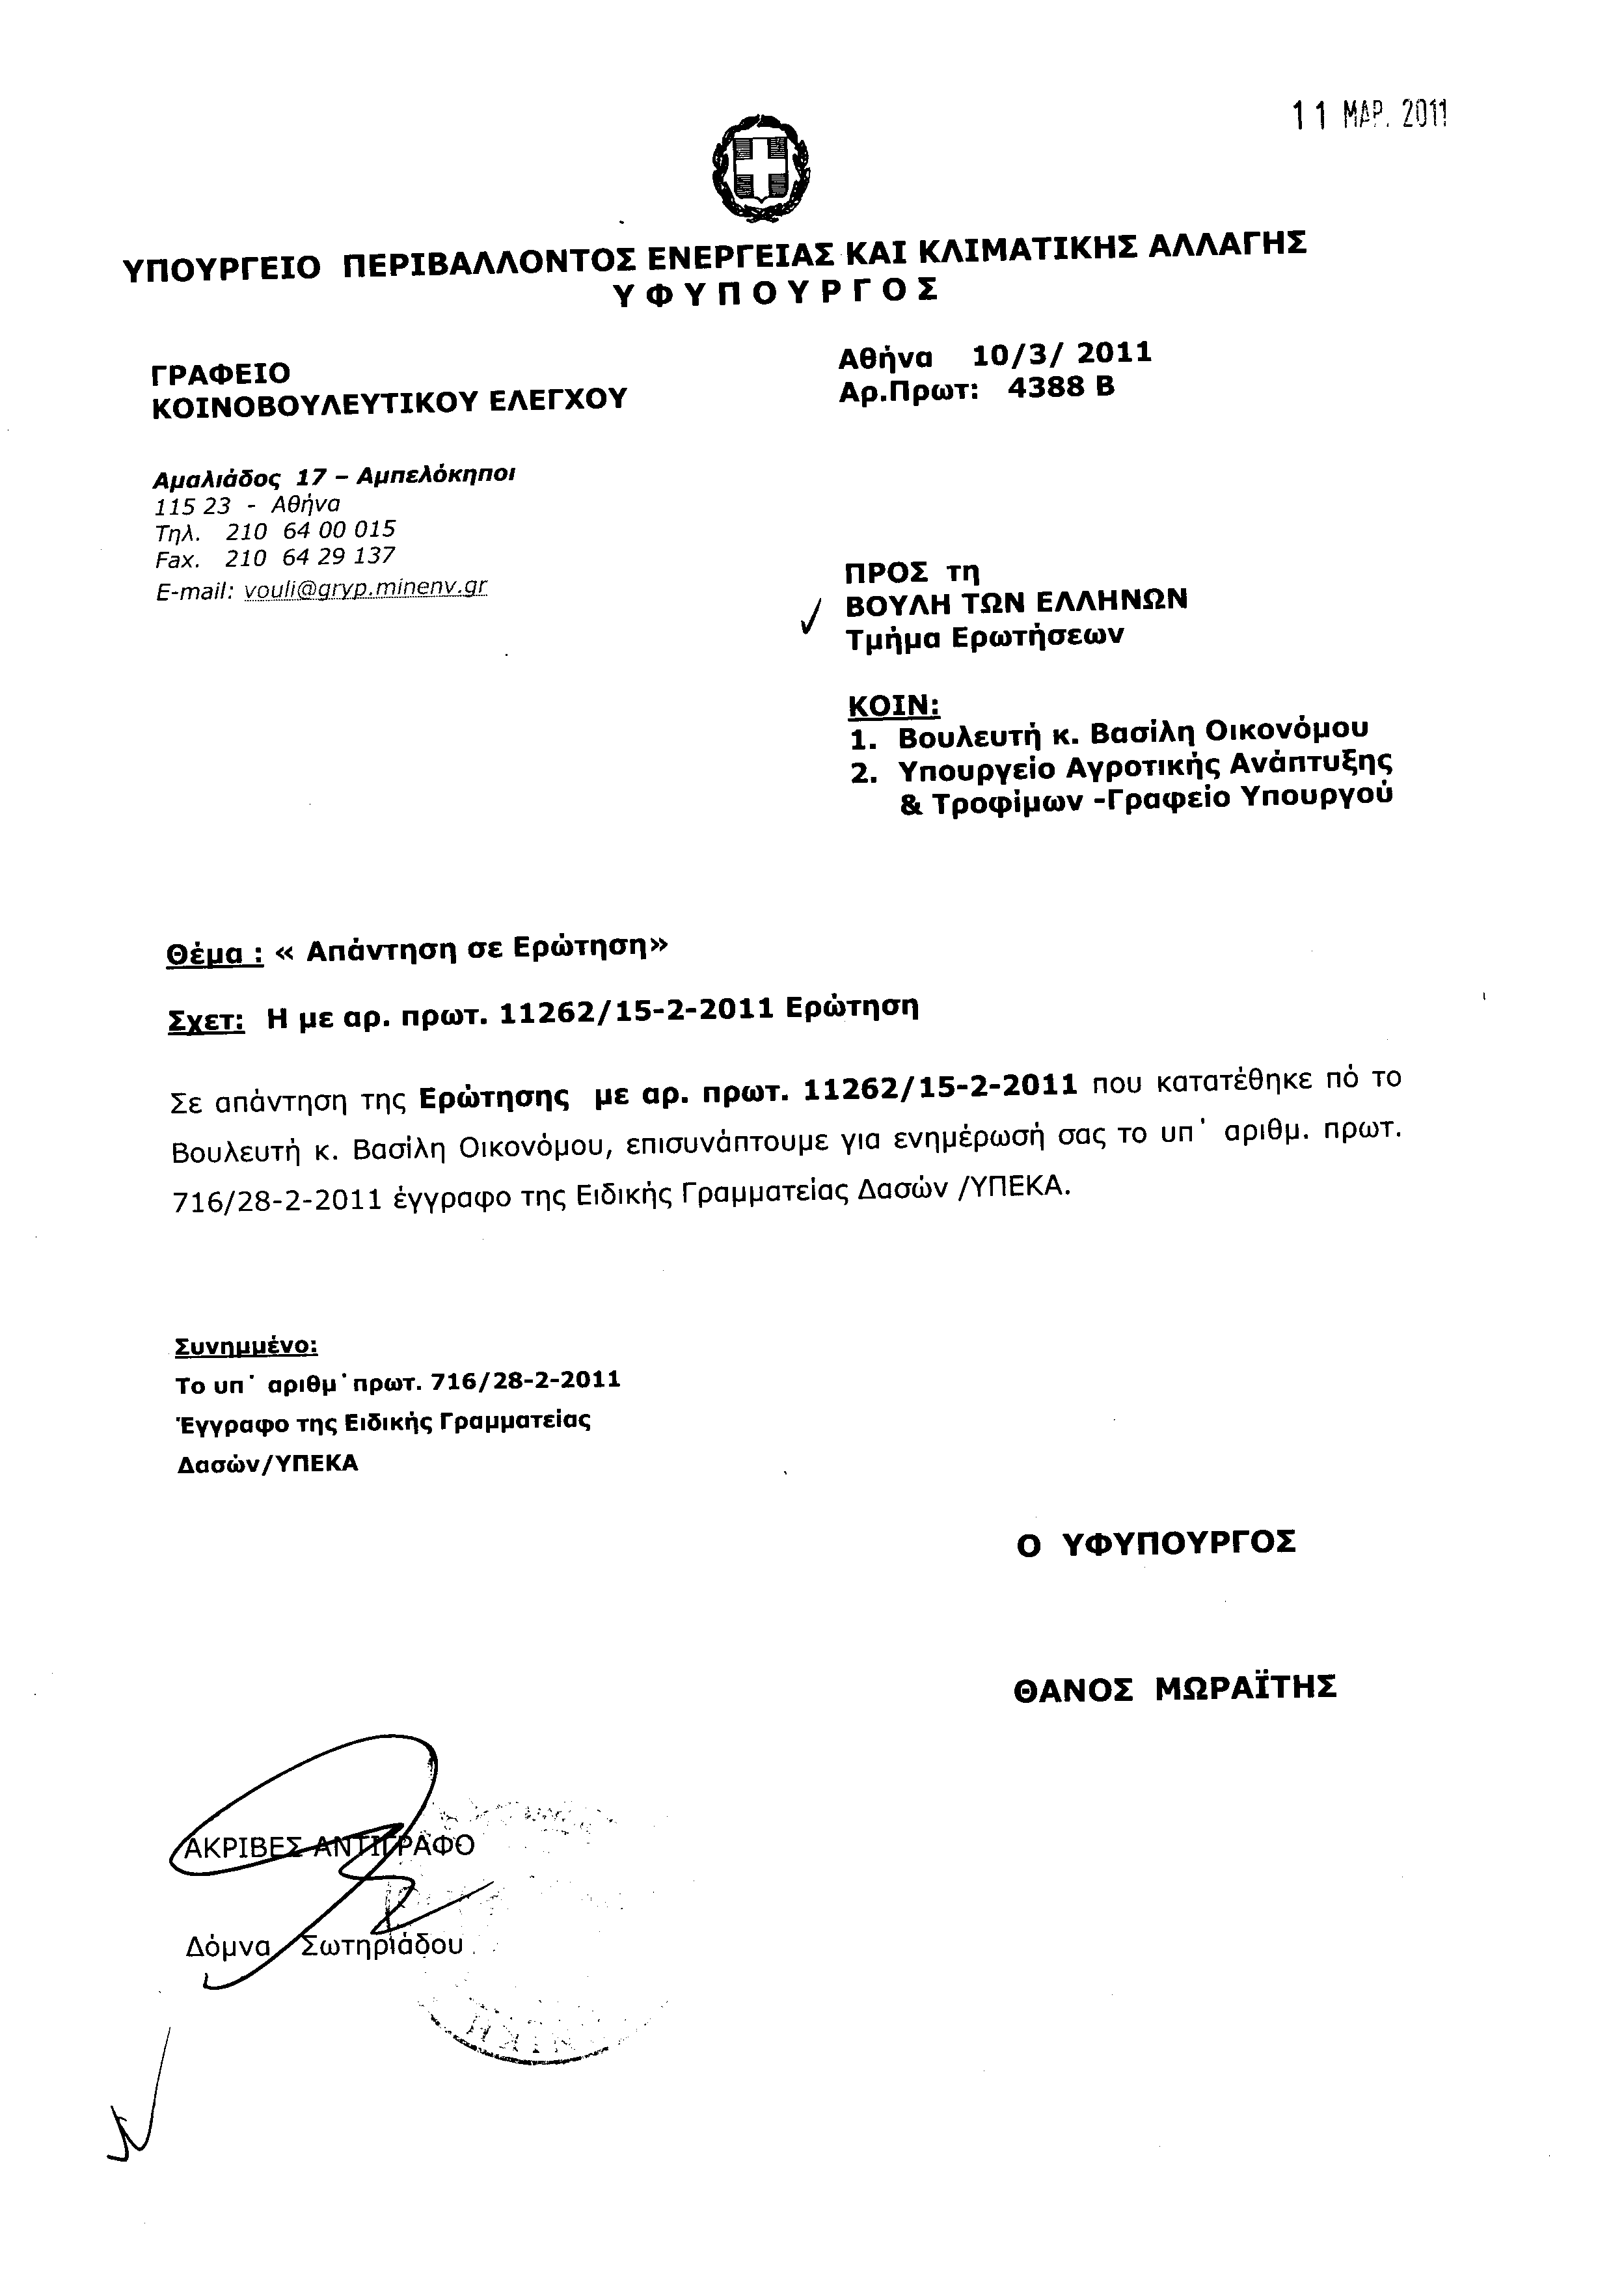 11 ΜΑΡ. 2011
ΥΠΟΥΡΓΕΙΟ ΠΕΡΙΒΑΛΛΟΝΤΟΣ ΕΝΕΡΓΕΙΑΣ ΚΑΙ ΚΛΙΜΑΤΙΚΗΣ ΑΛΛΑΓΗΣ
ΥΦΥΠΟΥΡΓΟΣ
ΓΡΑΦΕΙΟ
ΚΟΙΝΟΒΟΥΛΕΥΤΙΚΟΥ ΕΛΕΓΧΟΥ
Αθήνα 10/3/ 2011
Αρ.Πρωτ: 4388 Β
Αμαλιάδος 17 – Αμπελόκηποι
115 23 - Αθήνα
Τηλ. 210 64 00 015
Fax. 210 64 29 137
E-mail: vouli@gryp.minenv.gr
ΠΡΟΣ τη
ΒΟΥΛΗ ΤΩΝ ΕΛΛΗΝΩΝ
Τμήμα Ερωτήσεων
ΚΟΙΝ:
1. Βουλευτή κ. Βασίλη Οικονόμου
2. Υπουργείο Αγροτικής Ανάπτυξης
& Τροφίμων -Γραφείο Υπουργού
Θέμα : « Απάντηση σε Ερώτηση»
Σχετ: Η με αρ. πρωτ. 11262/15-2-2011 Ερώτηση
Σε απάντηση της Ερώτησης με αρ. πρωτ. 11262/15-2-2011 που κατατέθηκε πό το
Βουλευτή κ. Βασίλη Οικονόμου, επισυνάπτουμε για ενημέρωσή σας το υπ΄ αριθμ. πρωτ.
716/28-2-2011 έγγραφο της Ειδικής Γραμματείας Δασών /ΥΠΕΚΑ.
Συνημμένο:
Το υπ΄ αριθμ΄πρωτ. 716/28-2-2011
Έγγραφο της Ειδικής Γραμματείας
Δασών/ΥΠΕΚΑ
Ο ΥΦΥΠΟΥΡΓΟΣ
ΘΑΝΟΣ ΜΩΡΑΪΤΗΣ
ΑΚΡΙΒΕΣ ΑΝΤΙΓΡΑΦΟ
Δόμνα Σωτηριάδου